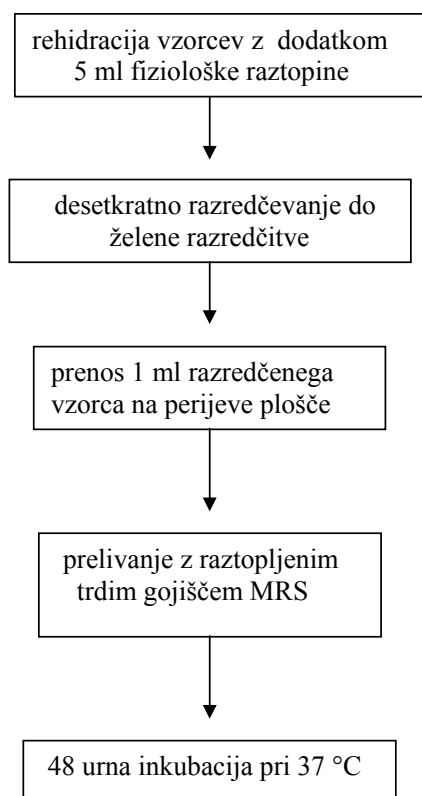 rehidracija vzorcev z dodatkom
5 ml fiziološke raztopine
desetkratno razredčevanje do
želene razredčitve
prenos 1 ml razredčenega
vzorca na perijeve plošče
prelivanje z raztopljenim
trdim gojiščem MRS
48 urna inkubacija pri 37 °C